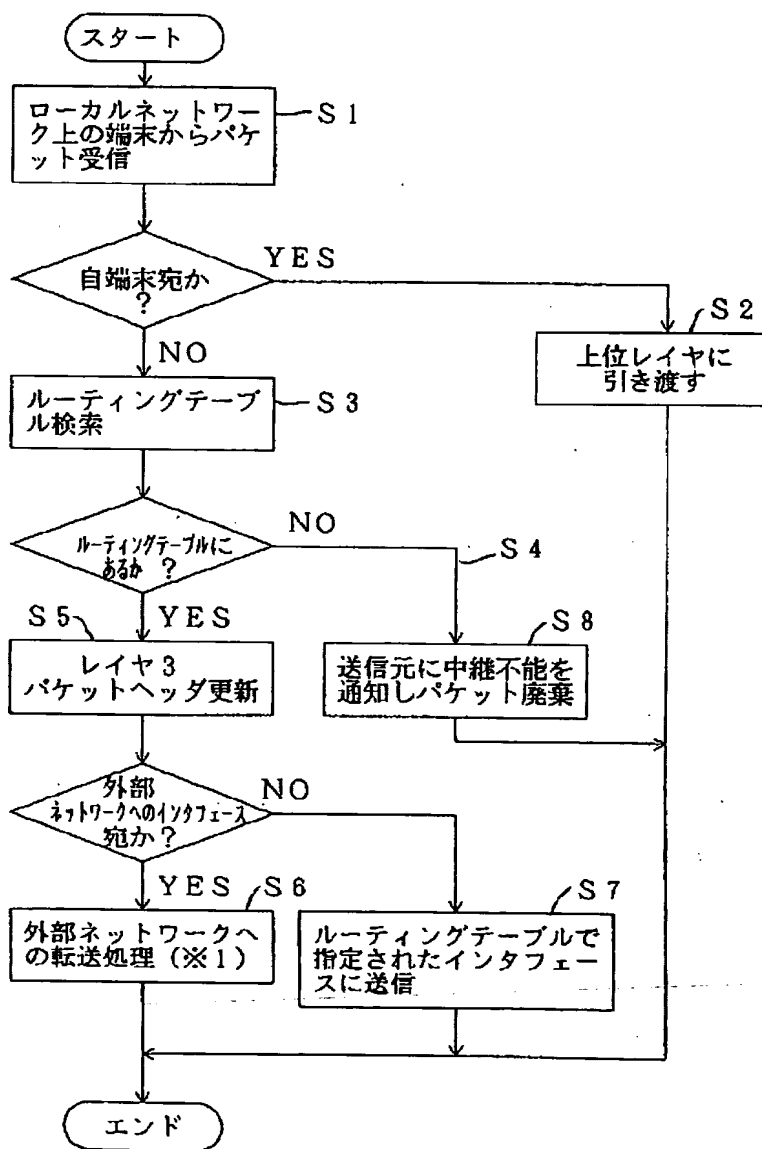 スタート
ローカルネットワー
ク上の端末からパケ
ット受信
S1
自端末宛か
?
YES
NO
S2
上位レイヤに
引き渡す
ルーティングテーブ
ル検索
S3
ルーティングテーブルに
あるか ?
NO
S4
YES
S5
レイヤ3
パケットヘッダ更新
S8
送信元に中継不能を
通知しパケット廃棄
外部
ネットワークへのインタフェース
宛か?
NO
YES
S6
外部ネットワークへ
の転送処理(※1)
S7
ルーティングテーブルで
指定されたインタフェー
スに送信
エンド